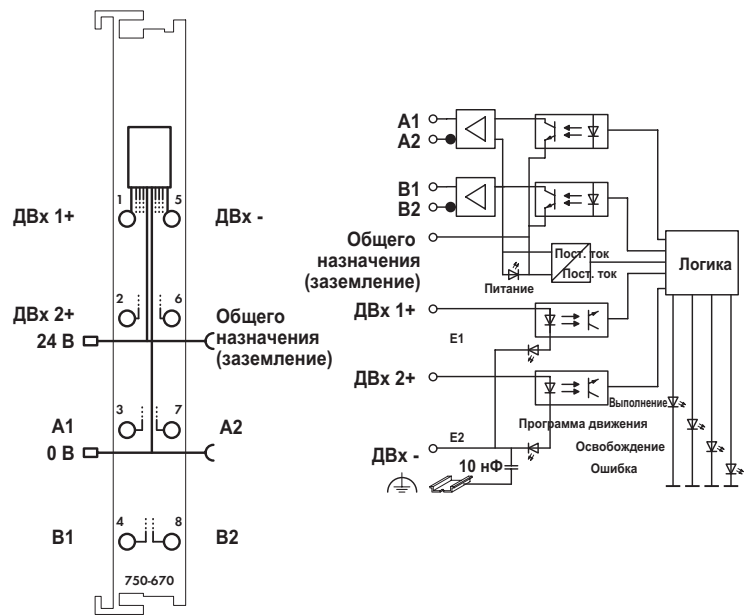 1
5
ДВх 1+
ДВх -
2
6
ДВх 2+
Общего
назначения
(заземление)
24 В
3
7
A1
A2
0 В
4
8
B1
B2
750-670
A1
A2
B1
B2
Общего
назначения
(заземление)
Пост. ток
Пост. ток
Питание
Логика
ДВх 1+
E1
ДВх 2+
Выполнение
Программа движения
E2
Освобождение
ДВх -
10 нФ
Ошибка